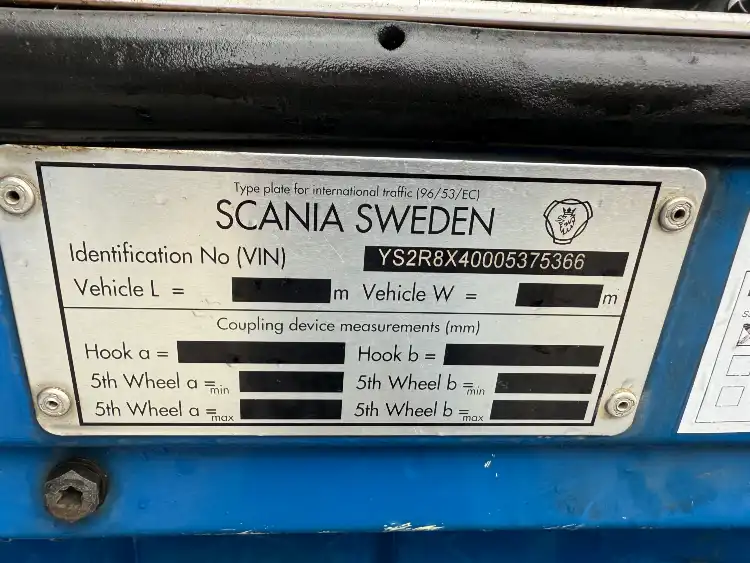 Type plate for international traffic (96/53/EC)
SCANIA SWEDEN
Identification No (VIN) YS2R8X40005375366
Vehicle L = m Vehicle W = m
Coupling device measurements (mm)
Hook a = Hook b =
5th Wheel a =min 5th Wheel b =min
5th Wheel a =max 5th Wheel b =max